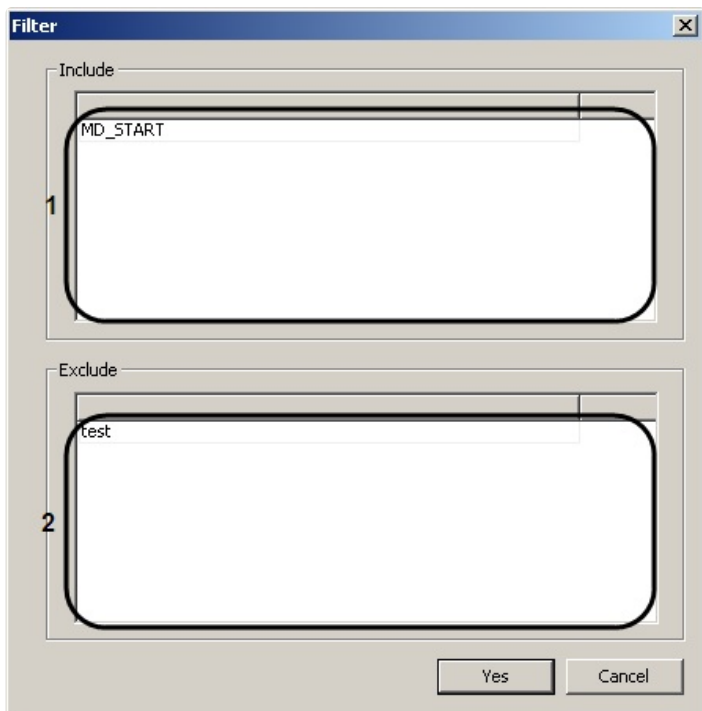 Filter
Include
MD_START
1
Exclude
test
2
Yes Cancel